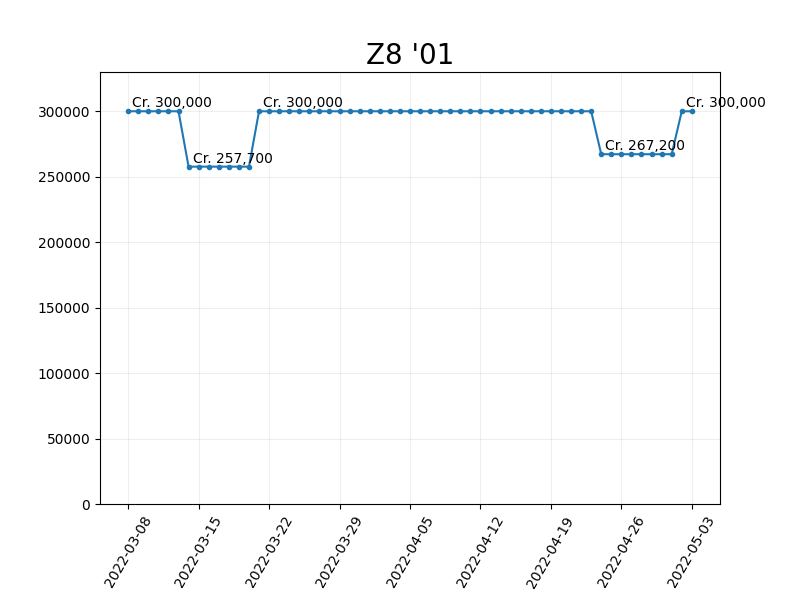 Z8 '01
Cr. 300,000
Cr. 300,000
Cr. 300,000
Cr. 257,700
Cr. 267,200
300000
250000
200000
150000
100000
50000
0
2022-03-08
2022-03-15
2022-03-22
2022-03-29
2022-04-05
2022-04-12
2022-04-19
2022-04-26
2022-05-03